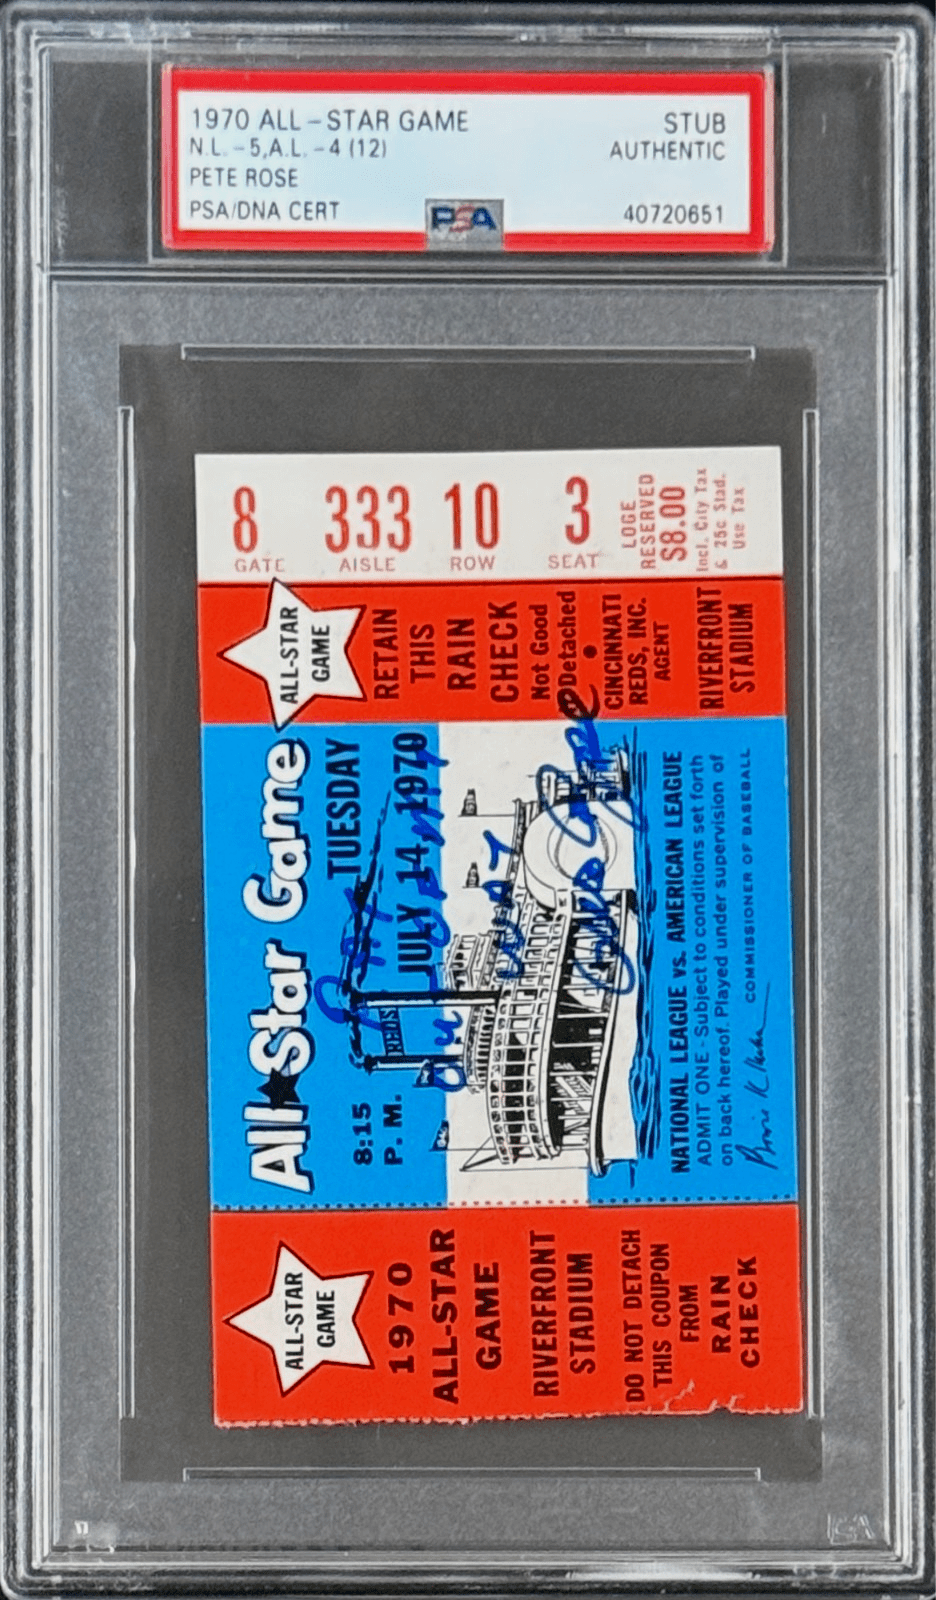 1970 ALL-STAR GAME
N.L.-5,A.L.-4 (12)
PETE ROSE
PSA/DNA CERT
STUB
AUTHENTIC
40720651
PSA
8 333 10 3
GATE AISLE ROW SEAT
LOGE
RESERVED
$8.00
Incl. City Tax
& 25c Stad.
Use Tax
ALL-STAR
GAME
RETAIN
THIS
RAIN
CHECK
Not Good
if Detached
CINCINNATI
REDS, INC.
AGENT
RIVERFRONT
STADIUM
All Star Game
TUESDAY
JULY 14, 1970
8:15
P.M.
REDS
NATIONAL LEAGUE vs. AMERICAN LEAGUE
ADMIT ONE-Subject to conditions set forth
on back hereof. Played under supervision of
COMMISSIONER OF BASEBALL
ALL-STAR
GAME
1970
ALL-STAR
GAME
RIVERFRONT
STADIUM
DO NOT DETACH
THIS COUPON
FROM
RAIN
CHECK
PSA